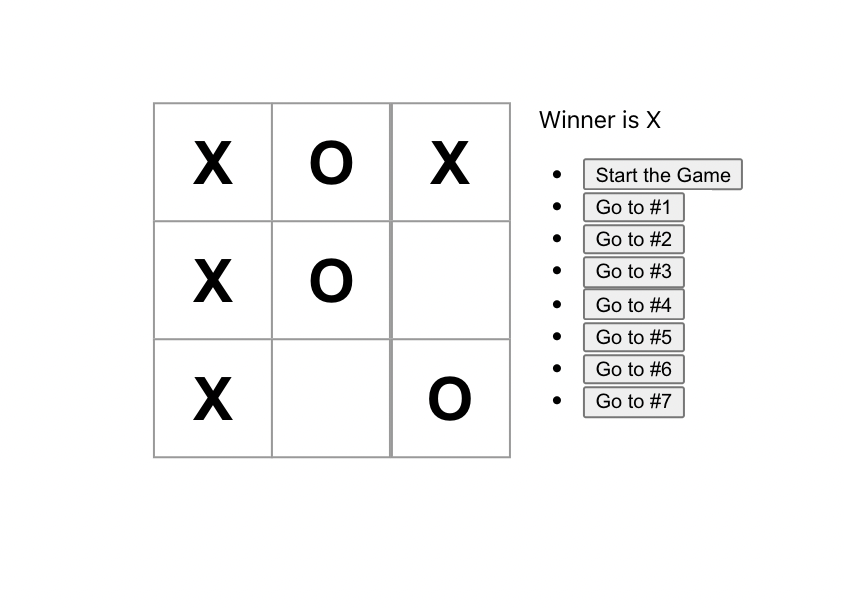 X O X
X O
X O
Winner is X
Start the Game
Go to #1
Go to #2
Go to #3
Go to #4
Go to #5
Go to #6
Go to #7